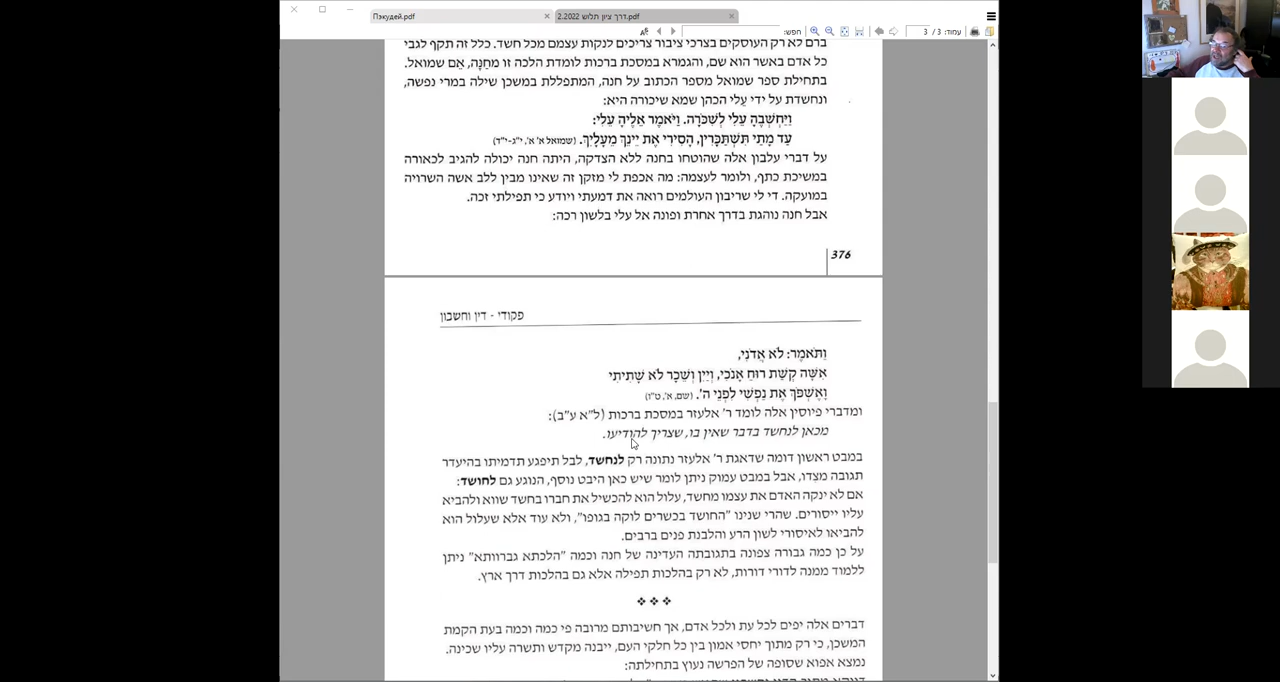 Пэкудей.pdf
דרך ציון תלוש 2.2022.pdf
חפש:
עמוד: 3 / 3
ברם לא רק העוסקים בצרכי ציבור צריכים לנקות עצמם מכל חשד. כלל זה תקף לגבי
כל אדם באשר הוא שם, והגמרא במסכת ברכות לומדת הלכה זו מחַנָּה, אֵם שמואל.
בתחילת ספר שמואל מספר הכתוב על חנה, המתפללת במשכן שילה במרי נפשה,
ונחשדת על ידי עֵלי הכהן שמא שיכורה היא:
וַיַּחְשְׁבֶהָ עֵלִי לְשִׁכֹּרָה. וַיֹּאמֶר אֵלֶיהָ עֵלִי:
עַד מָתַי תִּשְׁתַּכָּרִין, הָסִירִי אֶת יֵינֵךְ מֵעָלָיִךְ. (שמואל א' א', י"ג-י"ד)
על דברי עלבון אלה שהוטחו בחנה ללא הצדקה, היתה חנה יכולה להגיב לכאורה
במשיכת כתף, ולומר לעצמה: מה אכפת לי מזקן זה שאינו מבין ללב אשה השרויה
במועקה. די לי שריבון העולמים רואה את דמעתי ויודע כי תפילתי זכה.
אבל חנה נוהגת בדרך אחרת ופונה אל עלי בלשון רכה:
376
פקודי - דין וחשבון
וַתֹּאמֶר: לֹא אֲדֹנִי,
אִשָּׁה קְשַׁת רוּחַ אָנֹכִי, וְיַיִן וְשֵׁכָר לֹא שָׁתִיתִי
וָאֶשְׁפֹּךְ אֶת נַפְשִׁי לִפְנֵי ה'. (שם, א', ט"ו)
ומדברי פיוסין אלה לומד ר' אלעזר במסכת ברכות (ל"א ע"ב):
מכאן לנחשד בדבר שאין בו, שצריך להודיעו.
במבט ראשון דומה שדאגת ר' אלעזר נתונה רק לנחשד, לבל תיפגע תדמיתו בהיעדר
תגובה מצִדו, אבל במבט עמוק ניתן לומר שיש כאן היבט נוסף, הנוגע גם לחושד:
אם לא ינקה האדם את עצמו מחשד, עלול הוא להכשיל את חברו בחשד שווא ולהביא
עליו ייסורים. שהרי שנינו "החושד בכשרים לוקה בגופו", ולא עוד אלא שעלול הוא
להביאו לאיסורי לשון הרע והלבנת פנים ברבים.
על כן כמה גבורה צפונה בתגובתה העדינה של חנה וכמה "הלכתא גברוותא" ניתן
ללמוד ממנה לדורי דורות, לא רק בהלכות תפילה אלא גם בהלכות דרך ארץ.
דברים אלה יפים לכל עת ולכל אדם, אך חשיבותם מרובה פי כמה וכמה בעת הקמת
המשכן, כי רק מתוך יחסי אמון בין כל חלקי העם, ייבנה מקדש ותשרה עליו שכינה.
נמצא אפוא שסופה של הפרשה נעוץ בתחילתה: